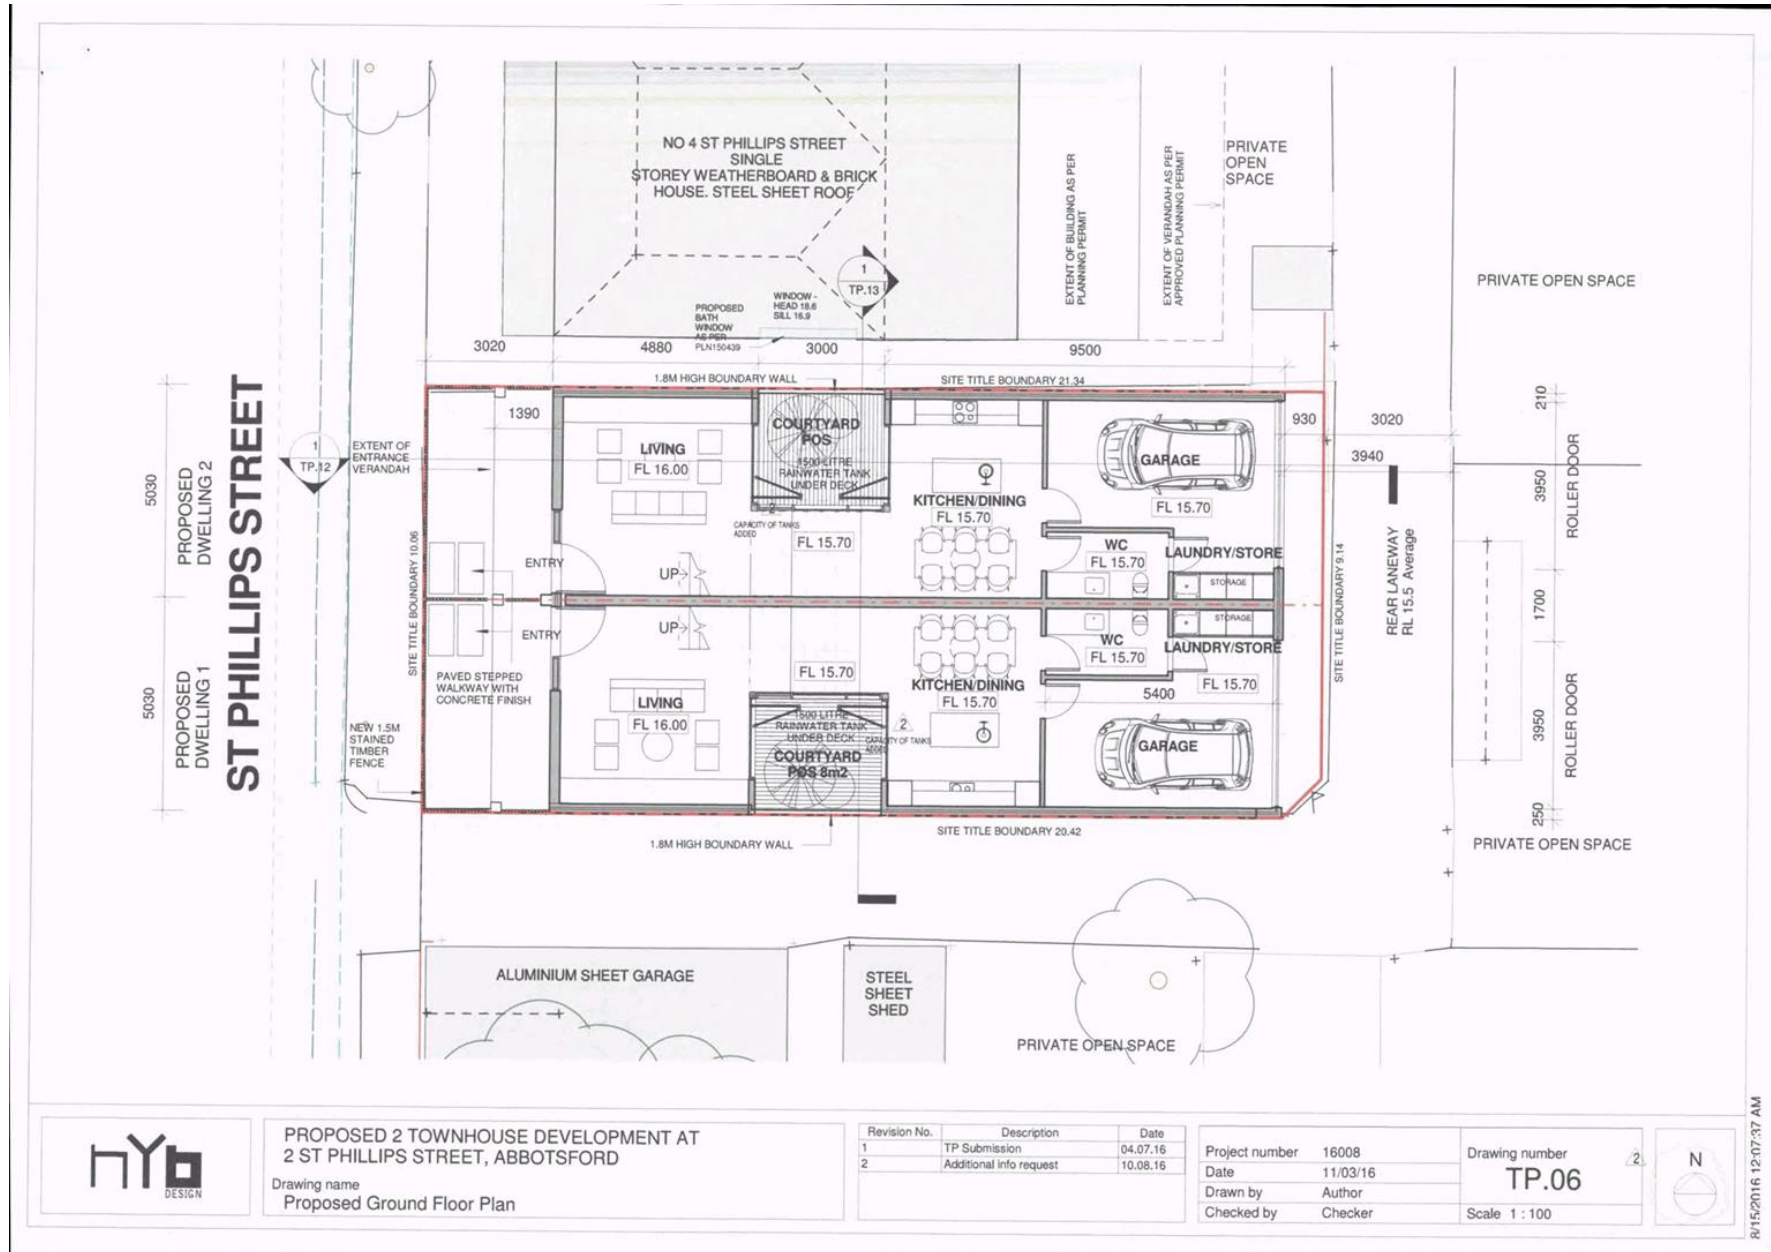 NO 4 ST PHILLIPS STREET
SINGLE
STOREY WEATHERBOARD & BRICK
HOUSE. STEEL SHEET ROOF
EXTENT OF BUILDING AS PER
PLANNING PERMIT
EXTENT OF VERANDAH AS PER
APPROVED PLANNING PERMIT
PRIVATE
OPEN
SPACE
PRIVATE OPEN SPACE
1
TP.13
PROPOSED
BATH
WINDOW
AS PER
PLN150439
WINDOW -
HEAD 18.6
SILL 16.9
3020
4880
3000
9500
1.8M HIGH BOUNDARY WALL
SITE TITLE BOUNDARY 21.34
ST PHILLIPS STREET
5030
PROPOSED
DWELLING 2
5030
PROPOSED
DWELLING 1
1
TP.12
EXTENT OF
ENTRANCE
VERANDAH
1390
SITE TITLE BOUNDARY 10.06
LIVING
FL 16.00
COURTYARD
POS
1500 LITRE
RAINWATER TANK
UNDER DECK
2
CAPACITY OF TANKS
ADDED
FL 15.70
KITCHEN/DINING
FL 15.70
GARAGE
FL 15.70
930
3020
3940
WC
FL 15.70
LAUNDRY/STORE
STORAGE
ENTRY
UP
ENTRY
UP
STORAGE
WC
FL 15.70
LAUNDRY/STORE
FL 15.70
5400
FL 15.70
KITCHEN/DINING
FL 15.70
LIVING
FL 16.00
1500 LITRE
RAINWATER TANK
UNDER DECK
2
CAPACITY OF TANKS
ADDED
COURTYARD
POS 8m2
GARAGE
PAVED STEPPED
WALKWAY WITH
CONCRETE FINISH
NEW 1.5M
STAINED
TIMBER
FENCE
SITE TITLE BOUNDARY 9.14
REAR LANEWAY
RL 15.5 Average
210
3950
ROLLER DOOR
1700
3950
ROLLER DOOR
250
1.8M HIGH BOUNDARY WALL
SITE TITLE BOUNDARY 20.42
PRIVATE OPEN SPACE
ALUMINIUM SHEET GARAGE
STEEL
SHEET
SHED
PRIVATE OPEN SPACE
hYb
DESIGN
PROPOSED 2 TOWNHOUSE DEVELOPMENT AT
2 ST PHILLIPS STREET, ABBOTSFORD
Drawing name
Proposed Ground Floor Plan
Revision No. Description Date
1 TP Submission 04.07.16
2 Additional info request 10.08.16
Project number 16008
Date 11/03/16
Drawn by Author
Checked by Checker
Drawing number
2
TP.06
Scale 1 : 100
N
8/15/2016 12:07:37 AM